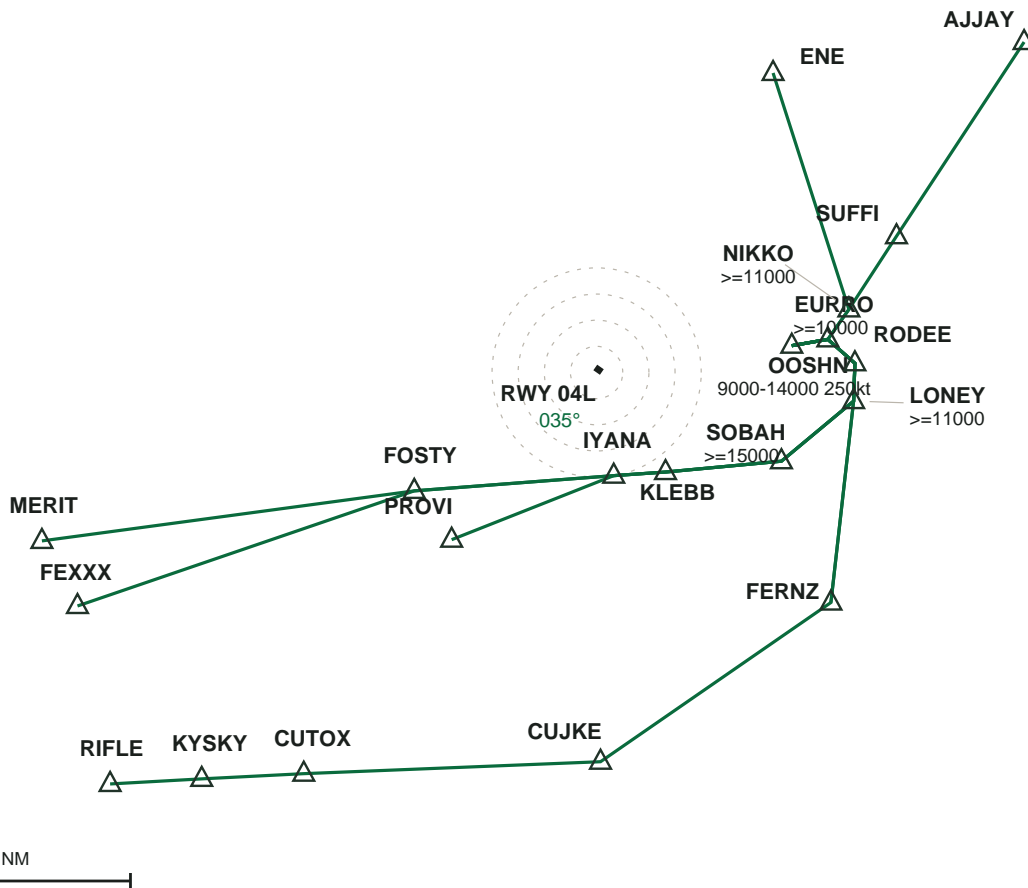 AJJAY
ENE
SUFFI
NIKKO
>=11000
EURRO
>=10000
RODEE
OOSHN
9000-14000 250kt
LONEY
>=11000
RWY 04L
035°
IYANA
SOBAH
>=15000
FOSTY
KLEBB
PROVI
MERIT
FEXXX
FERNZ
CUJKE
CUTOX
KYSKY
RIFLE
NM